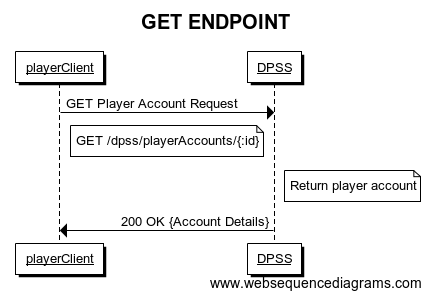 GET ENDPOINT
playerClient
DPSS
GET Player Account Request
GET /dpss/playerAccounts/{:id}
Return player account
200 OK {Account Details}
playerClient
DPSS
www.websequencediagrams.com